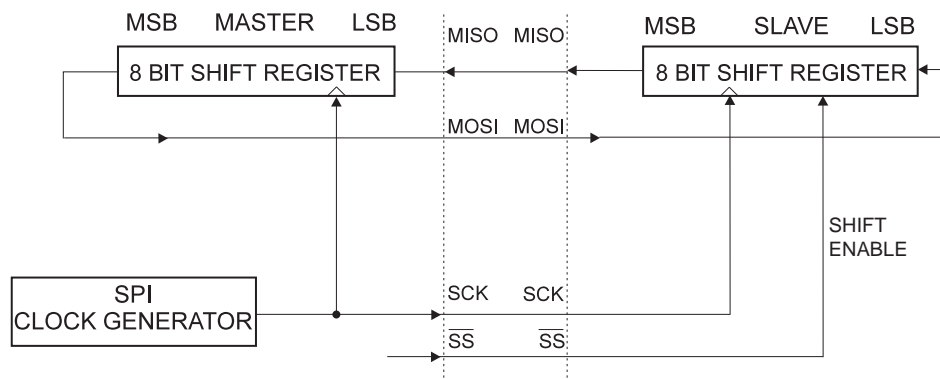 MSB MASTER LSB
MISO MISO
MSB SLAVE LSB
8 BIT SHIFT REGISTER
8 BIT SHIFT REGISTER
MOSI MOSI
SHIFT
ENABLE
SPI
CLOCK GENERATOR
SCK SCK
SS SS